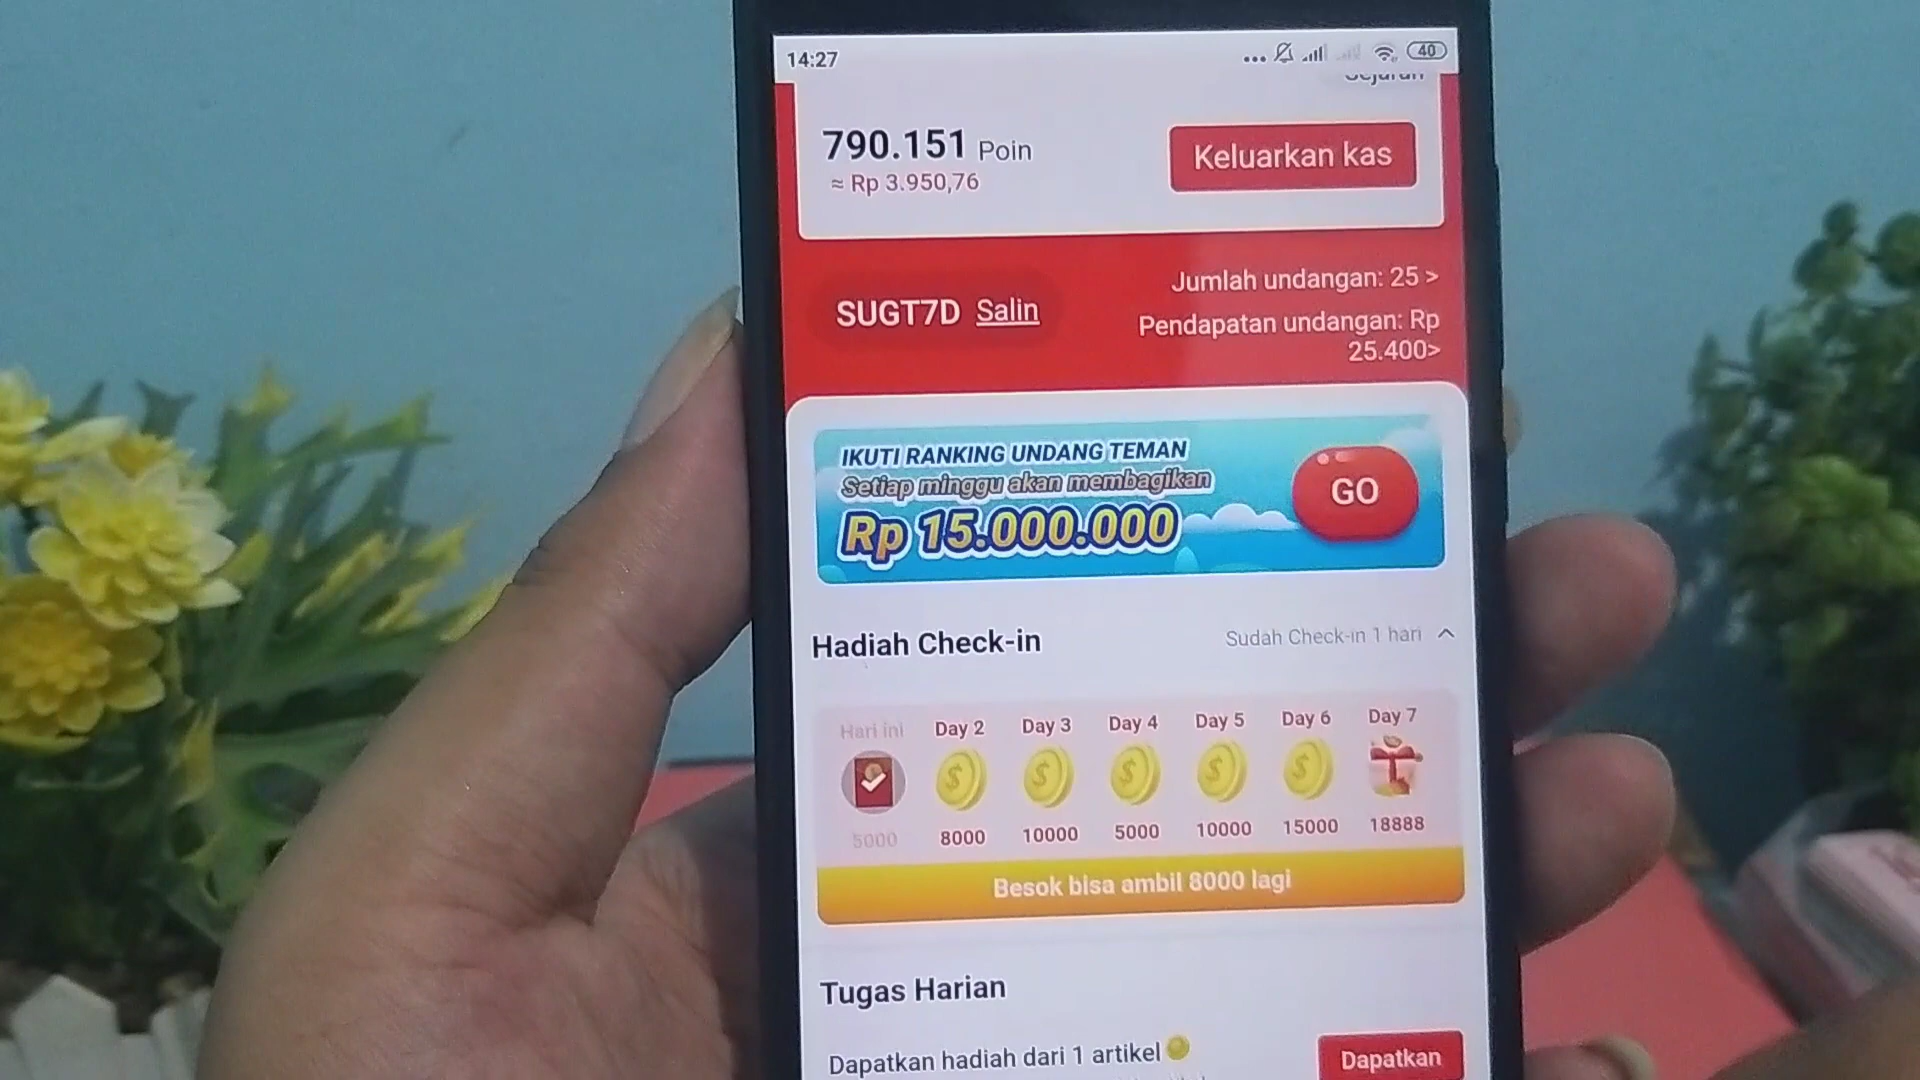 14:27
40
Sejarah
790.151 Poin
≈ Rp 3.950,76
Keluarkan kas
SUGT7D Salin
Jumlah undangan: 25 >
Pendapatan undangan: Rp
25.400>
IKUTI RANKING UNDANG TEMAN
Setiap minggu akan membagikan
Rp 15.000.000
GO
Hadiah Check-in
Sudah Check-in 1 hari
Hari ini Day 2 Day 3 Day 4 Day 5 Day 6 Day 7
5000 8000 10000 5000 10000 15000 18888
Besok bisa ambil 8000 lagi
Tugas Harian
Dapatkan hadiah dari 1 artikel
Dapatkan